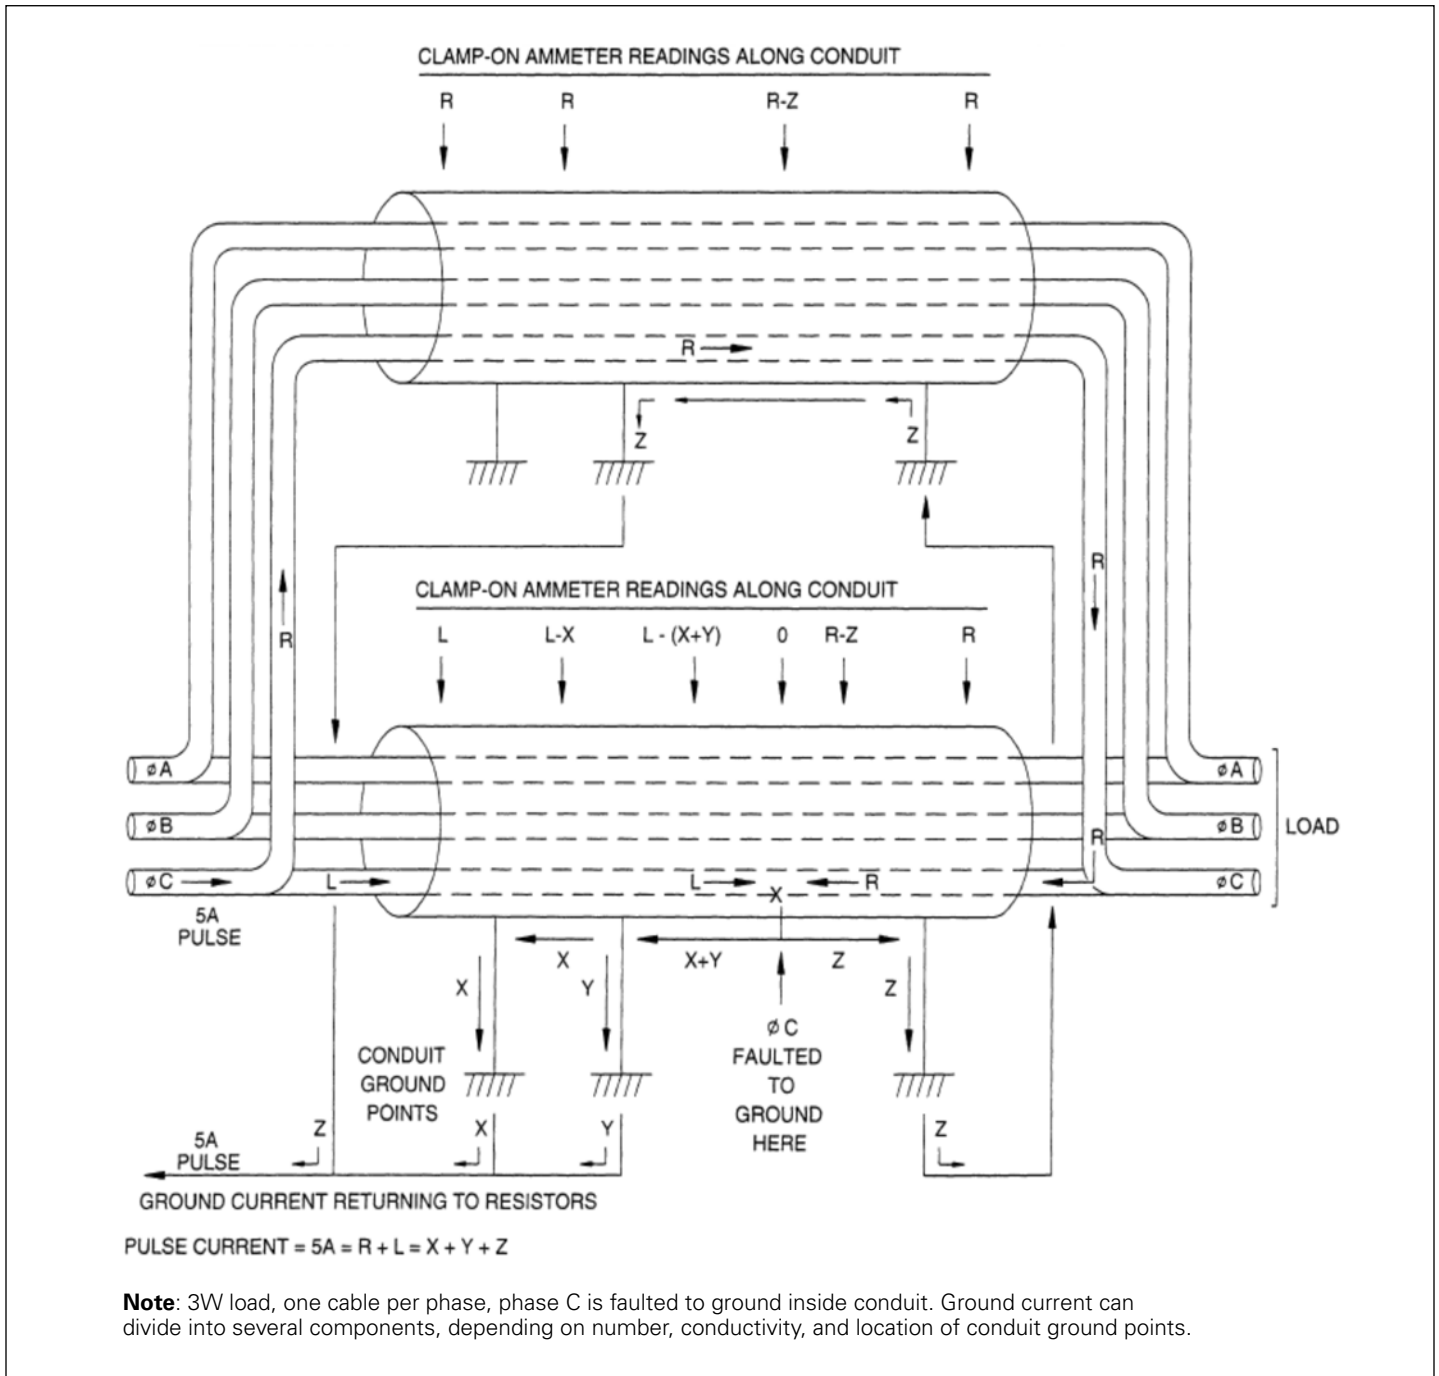 CLAMP-ON AMMETER READINGS ALONG CONDUIT
R R R-Z R
R
Z Z
R
CLAMP-ON AMMETER READINGS ALONG CONDUIT
L L-X L - (X+Y) 0 R-Z R
R
øA øA
øB øB LOAD
R
øC L L R øC
X
5A
PULSE
X X+Y Z
X Y Z
øC
CONDUIT FAULTED
GROUND TO
POINTS GROUND
HERE
Z X Y Z
5A
PULSE
GROUND CURRENT RETURNING TO RESISTORS
PULSE CURRENT = 5A = R + L = X + Y + Z
Note: 3W load, one cable per phase, phase C is faulted to ground inside conduit. Ground current can
divide into several components, depending on number, conductivity, and location of conduit ground points.